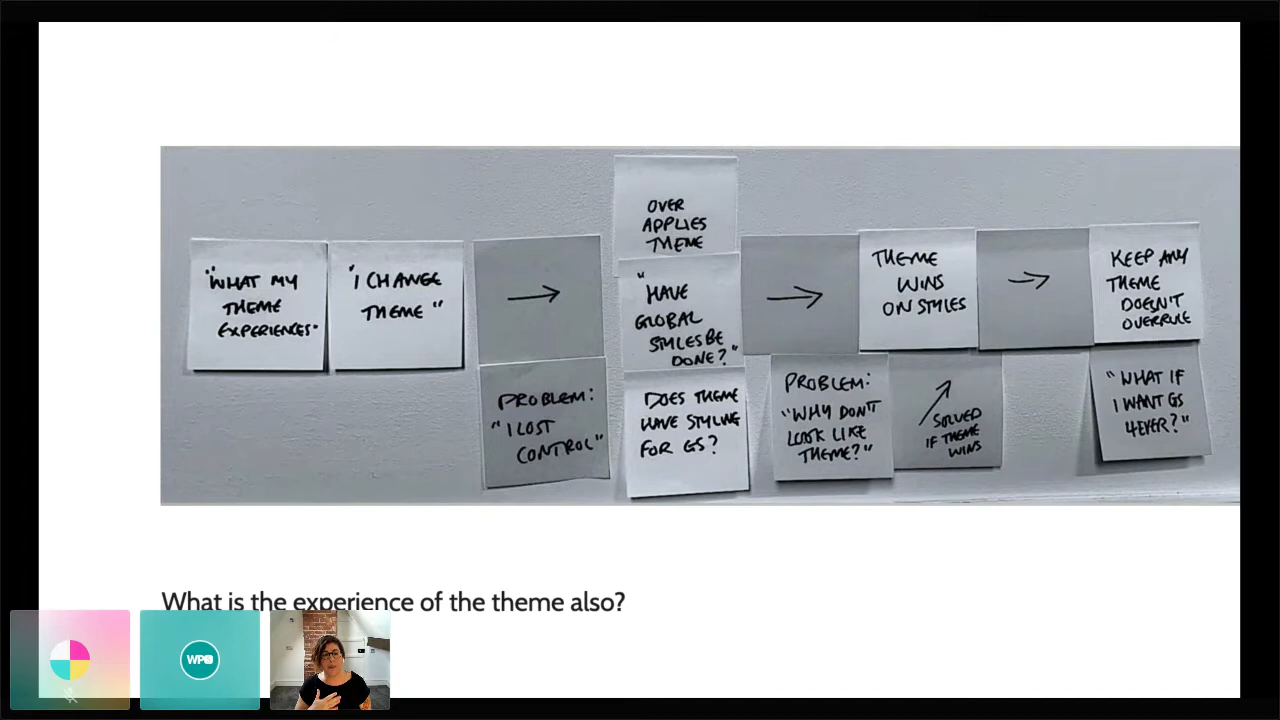 "WHAT MY
THEME
EXPERIENCES"
"I CHANGE
THEME"
PROBLEM:
"I LOST
CONTROL"
OVER
APPLIES
THEME
"HAVE
GLOBAL
STYLES BE
DONE?"
DOES THEME
HAVE STYLING
FOR GS?
THEME
WINS
ON STYLES
PROBLEM:
"WHY DON'T
LOOK LIKE
THEME?"
SOLVED
IF THEME
WINS
KEEP ANY
THEME
DOESN'T
OVERRULE
"WHAT IF
I WANT GS
4EVER?"
What is the experience of the theme also?